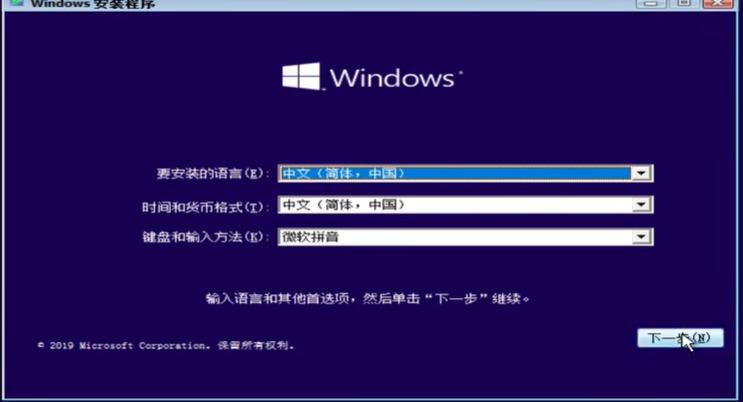 Windows 安装程序
Windows
要安装的语言(E): 中文（简体，中国）
时间和货币格式(T): 中文（简体，中国）
键盘和输入方法(K): 微软拼音
输入语言和其他首选项，然后单击“下一步”继续。
下一步(N)
© 2019 Microsoft Corporation。保留所有权利。